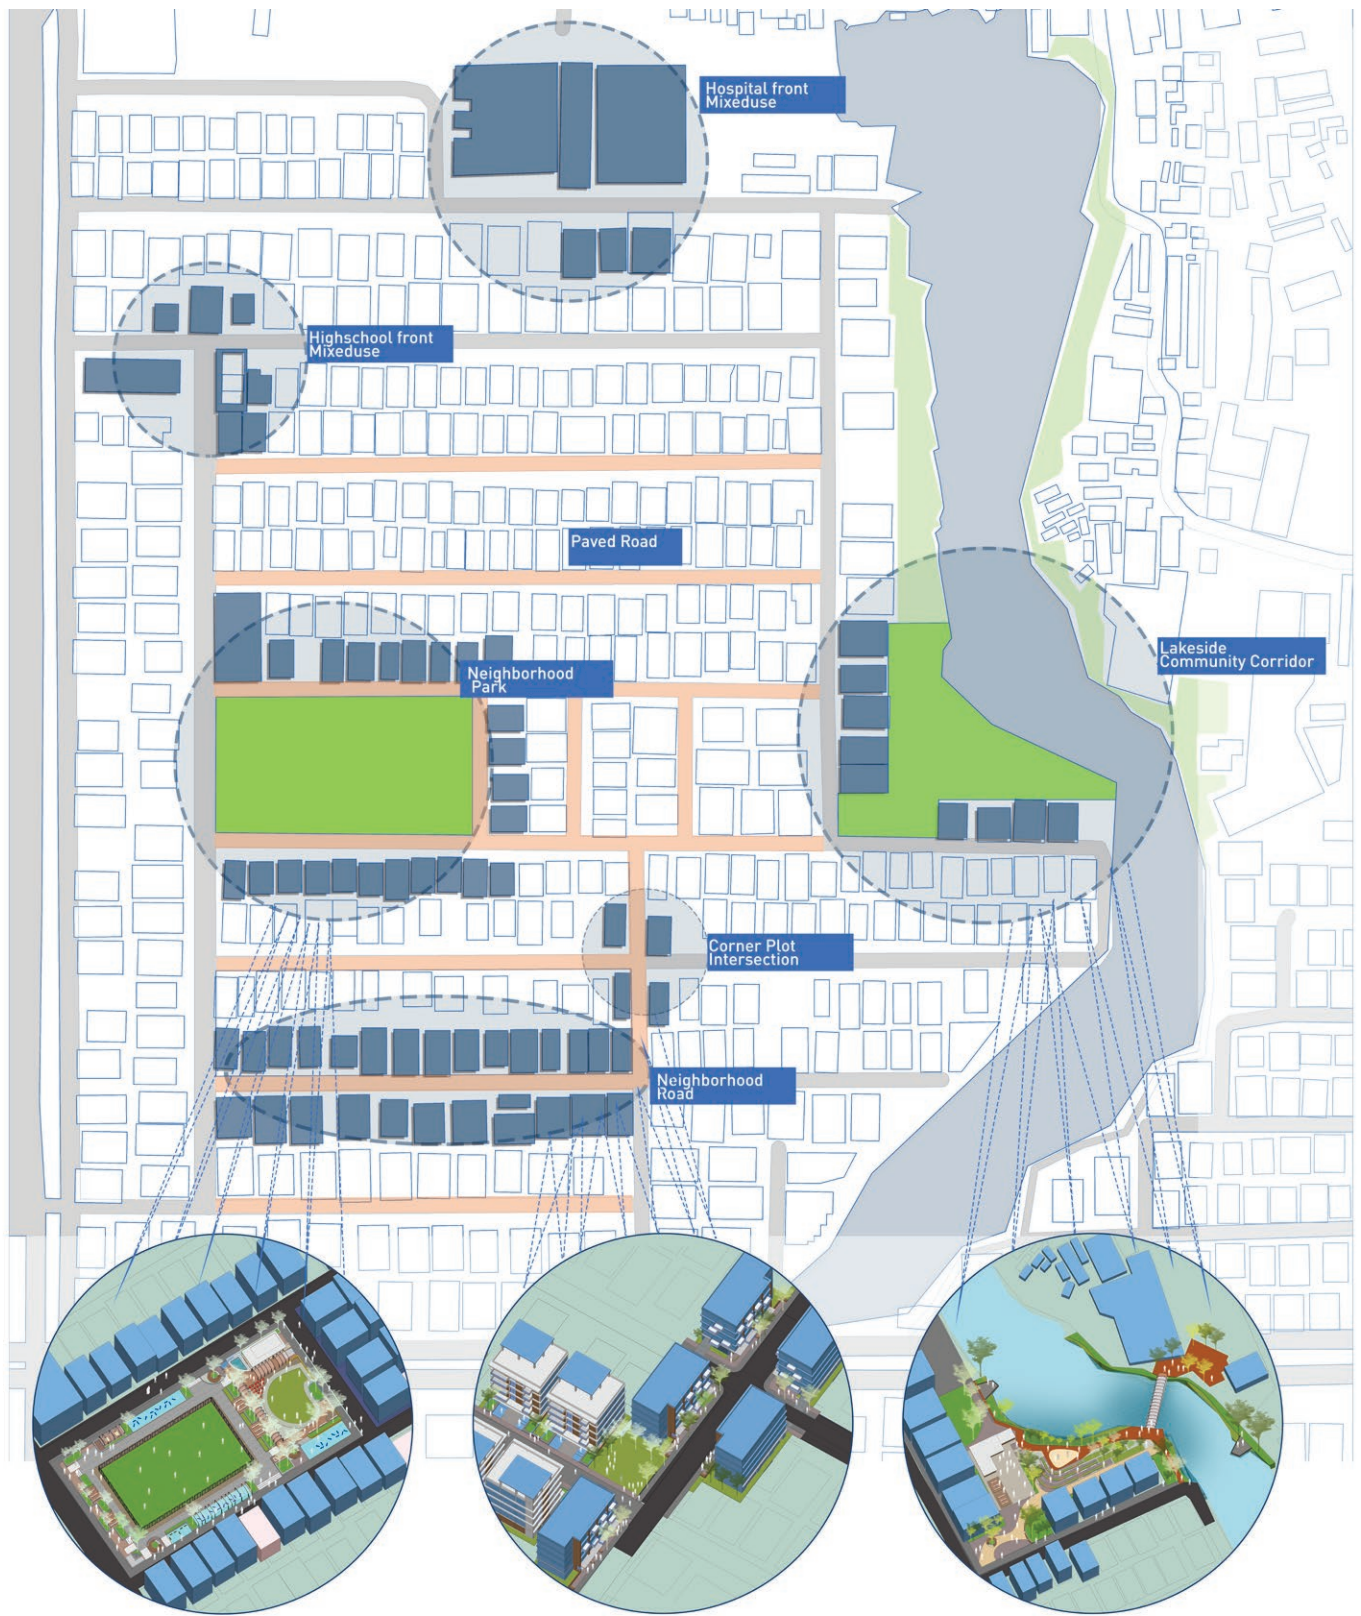 Hospital front
Mixeduse
Highschool front
Mixeduse
Paved Road
Lakeside
Community Corridor
Neighborhood
Park
Corner Plot
Intersection
Neighborhood
Road